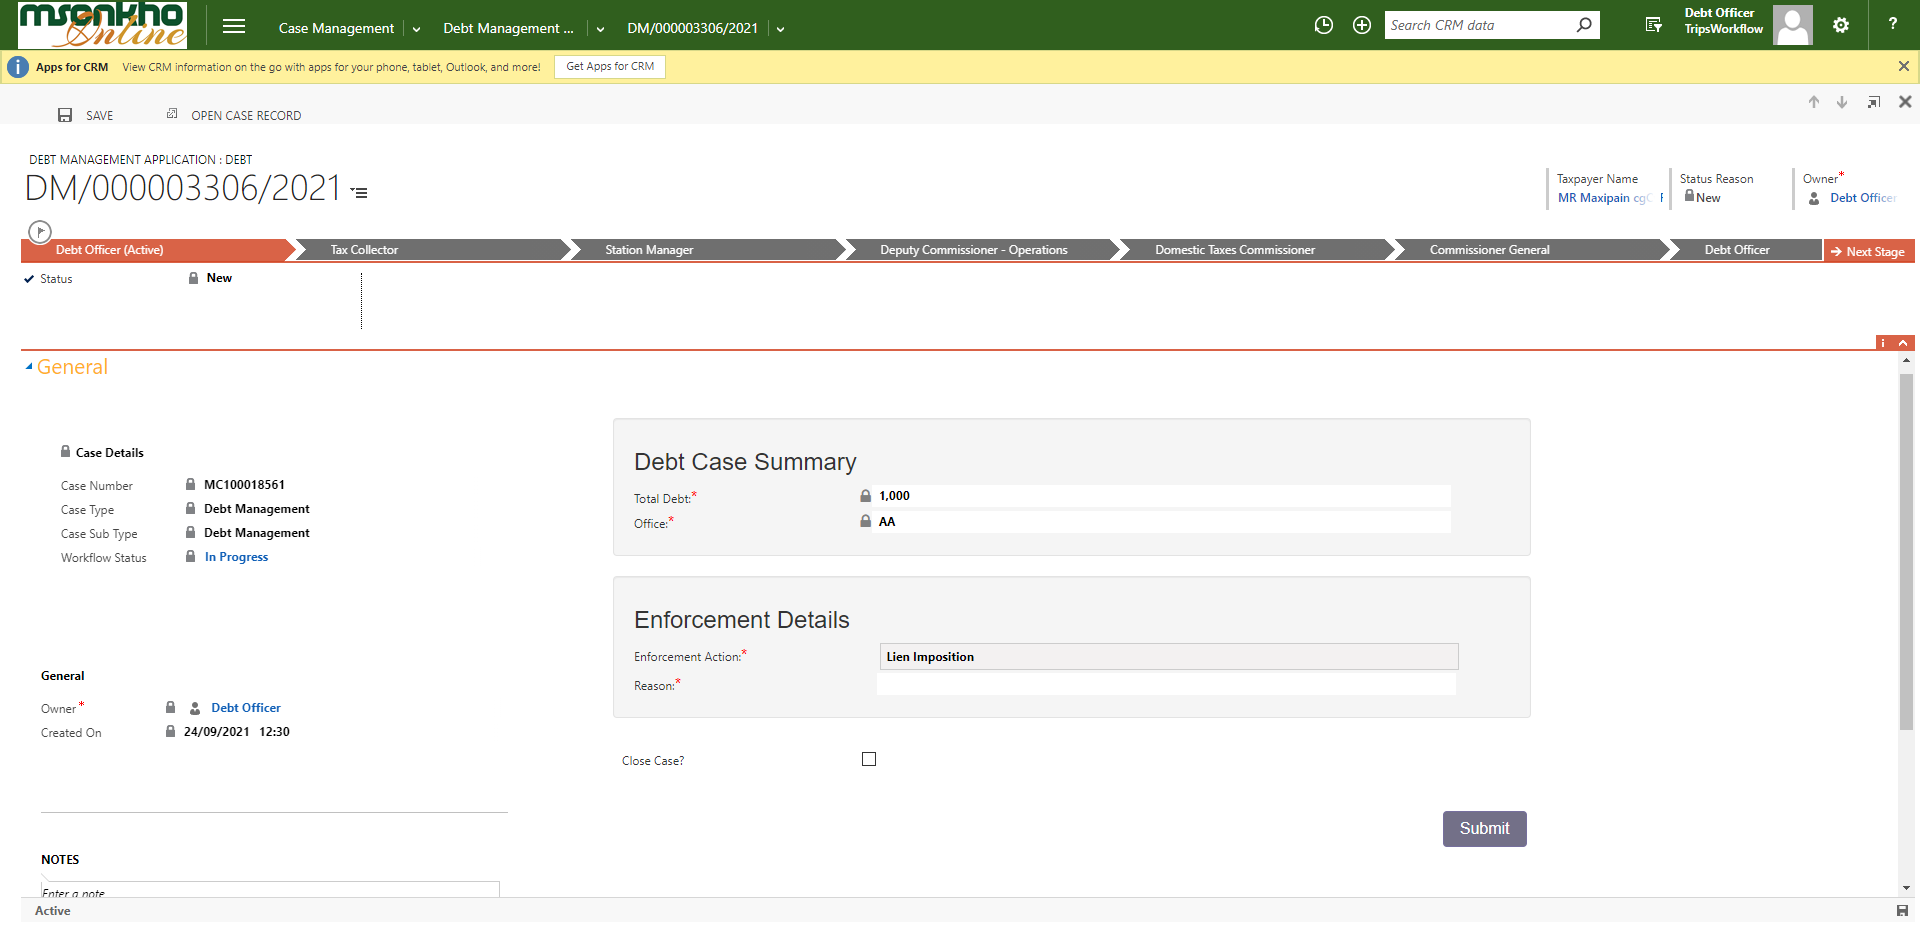 msonkho
Online
Case Management
Debt Management ...
DM/000003306/2021
Search CRM data
Debt Officer
TripsWorkflow
?
i
Apps for CRM
View CRM information on the go with apps for your phone, tablet, Outlook, and more!
Get Apps for CRM
SAVE
OPEN CASE RECORD
DEBT MANAGEMENT APPLICATION : DEBT
DM/000003306/2021
Taxpayer Name
MR Maxipain
Status Reason
New
Owner*
Debt Officer
Debt Officer (Active)
Tax Collector
Station Manager
Deputy Commissioner - Operations
Domestic Taxes Commissioner
Commissioner General
Debt Officer
Next Stage
Status
New
i
General
Case Details
Case Number
MC100018561
Case Type
Debt Management
Case Sub Type
Debt Management
Workflow Status
In Progress
General
Owner*
Debt Officer
Created On
24/09/2021 12:30
NOTES
Enter a note
Debt Case Summary
Total Debt:*
1,000
Office:*
AA
Enforcement Details
Enforcement Action:*
Lien Imposition
Reason:*
Close Case?
Submit
Active